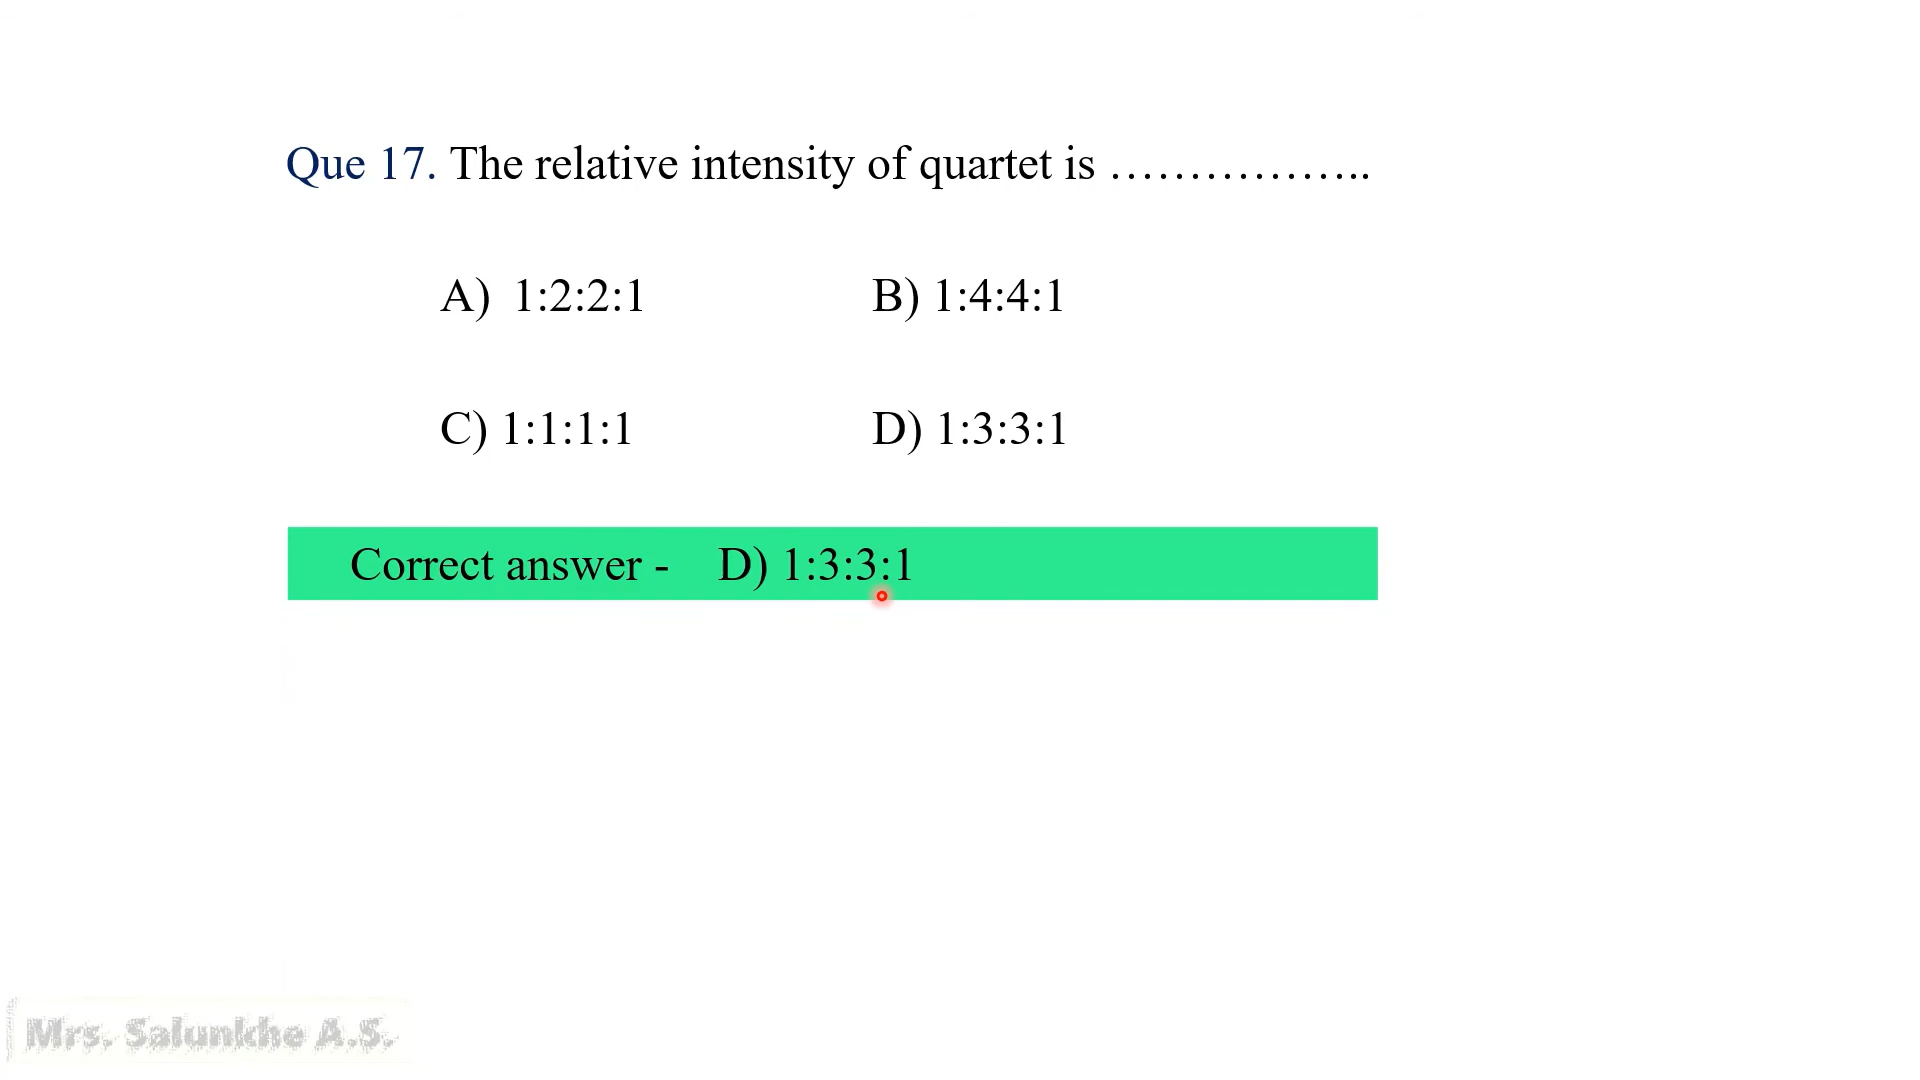 Que 17. The relative intensity of quartet is ……………..
A) 1:2:2:1 B) 1:4:4:1
C) 1:1:1:1 D) 1:3:3:1
Correct answer - D) 1:3:3:1
Mrs. Salunkhe A.S.